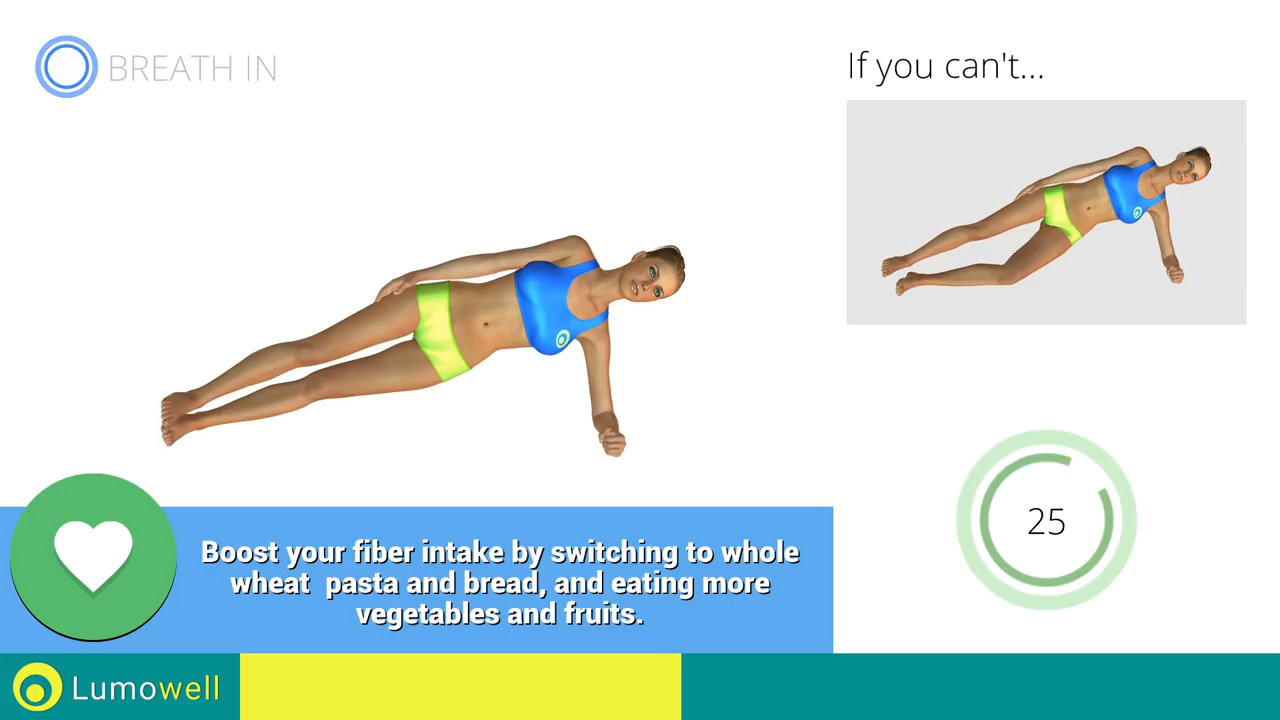 BREATH IN
If you can't...
25
Boost your fiber intake by switching to whole
wheat  pasta and bread, and eating more
vegetables and fruits.
Lumowell